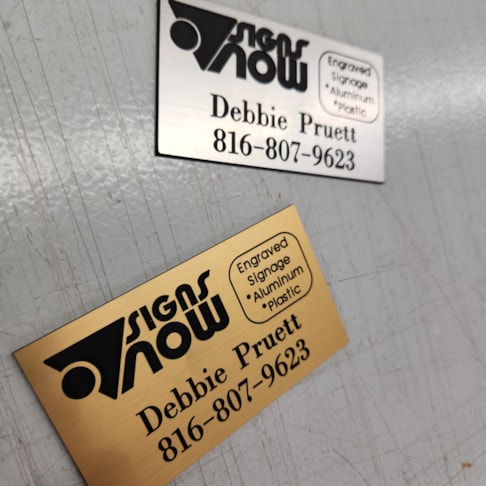 SIGNS
NOW
Engraved
Signage
*Aluminum
*Plastic
Debbie Pruett
816-807-9623
SIGNS
NOW
Engraved
Signage
*Aluminum
*Plastic
Debbie Pruett
816-807-9623